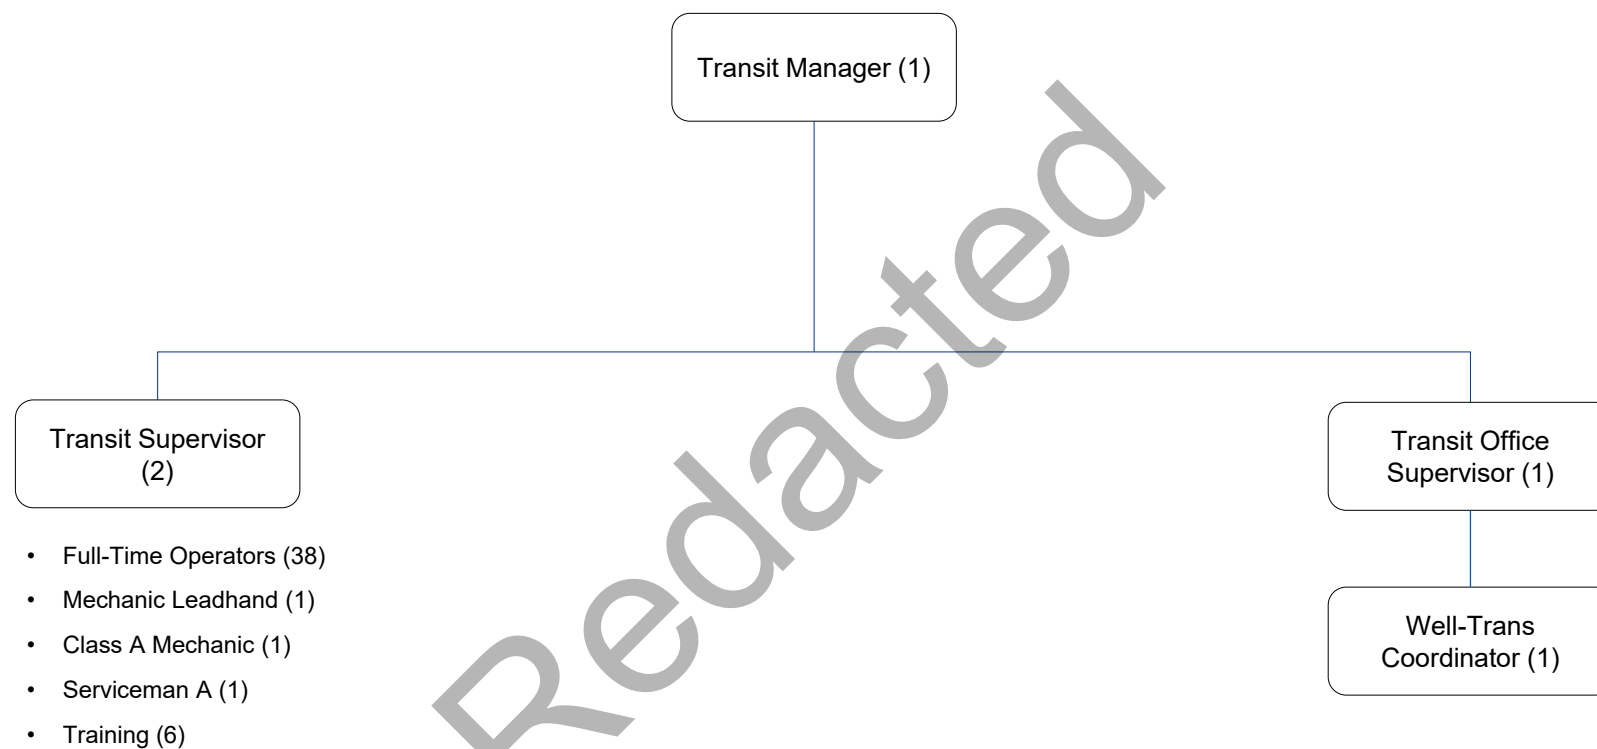 Transit Manager (1)
Transit Supervisor
(2)
• Full-Time Operators (38)
• Mechanic Leadhand (1)
• Class A Mechanic (1)
• Serviceman A (1)
• Training (6)
Transit Office
Supervisor (1)
Well-Trans
Coordinator (1)
Redacted